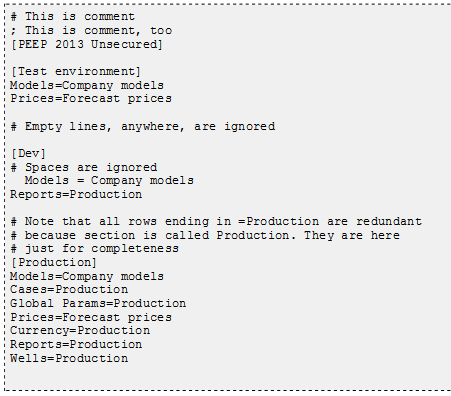 # This is comment
; This is comment, too
[PEEP 2013 Unsecured]

[Test environment]
Models=Company models
Prices=Forecast prices

# Empty lines, anywhere, are ignored

[Dev]
# Spaces are ignored
  Models = Company models
Reports=Production

# Note that all rows ending in =Production are redundant
# because section is called Production. They are here
# just for completeness
[Production]
Models=Company models
Cases=Production
Global Params=Production
Prices=Forecast prices
Currency=Production
Reports=Production
Wells=Production